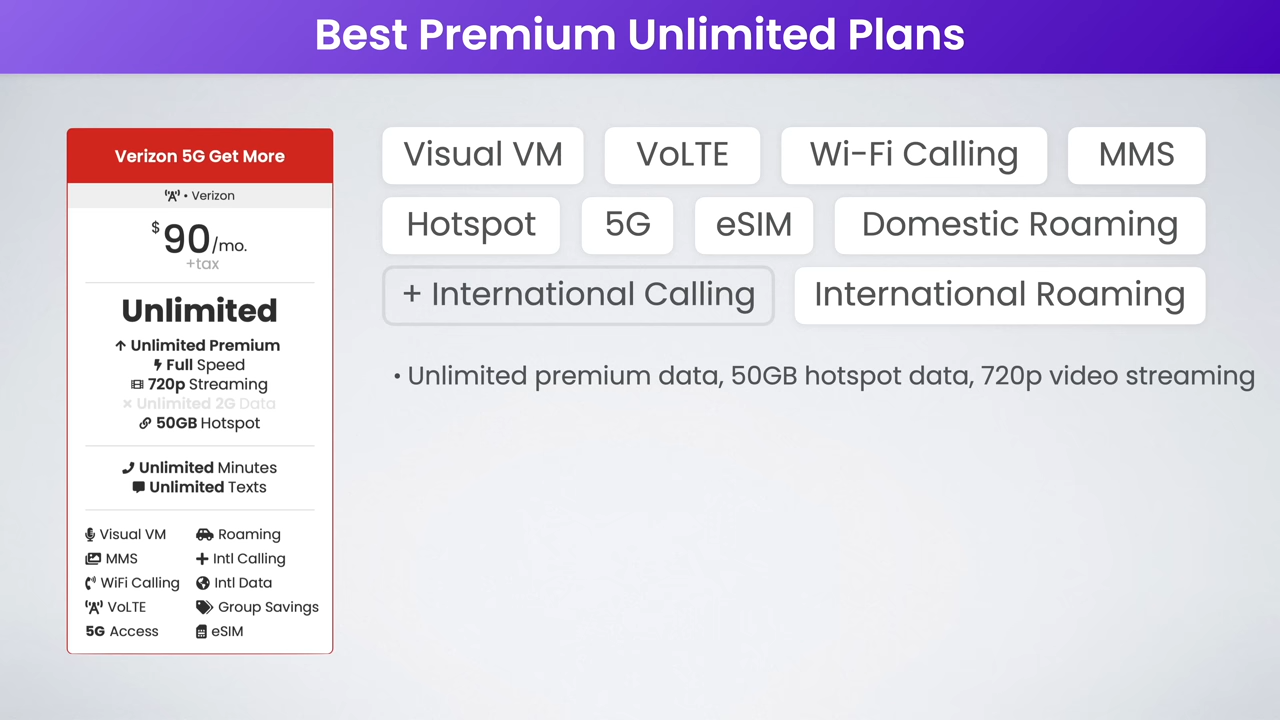 Best Premium Unlimited Plans
Verizon 5G Get More
• Verizon
$90/mo.
+tax
Unlimited
Unlimited Premium
Full Speed
720p Streaming
× Unlimited 2G Data
50GB Hotspot
Unlimited Minutes
Unlimited Texts
Visual VM Roaming
MMS + Intl Calling
WiFi Calling Intl Data
VoLTE Group Savings
5G Access eSIM
Visual VM VoLTE Wi-Fi Calling MMS
Hotspot 5G eSIM Domestic Roaming
+ International Calling International Roaming
• Unlimited premium data, 50GB hotspot data, 720p video streaming